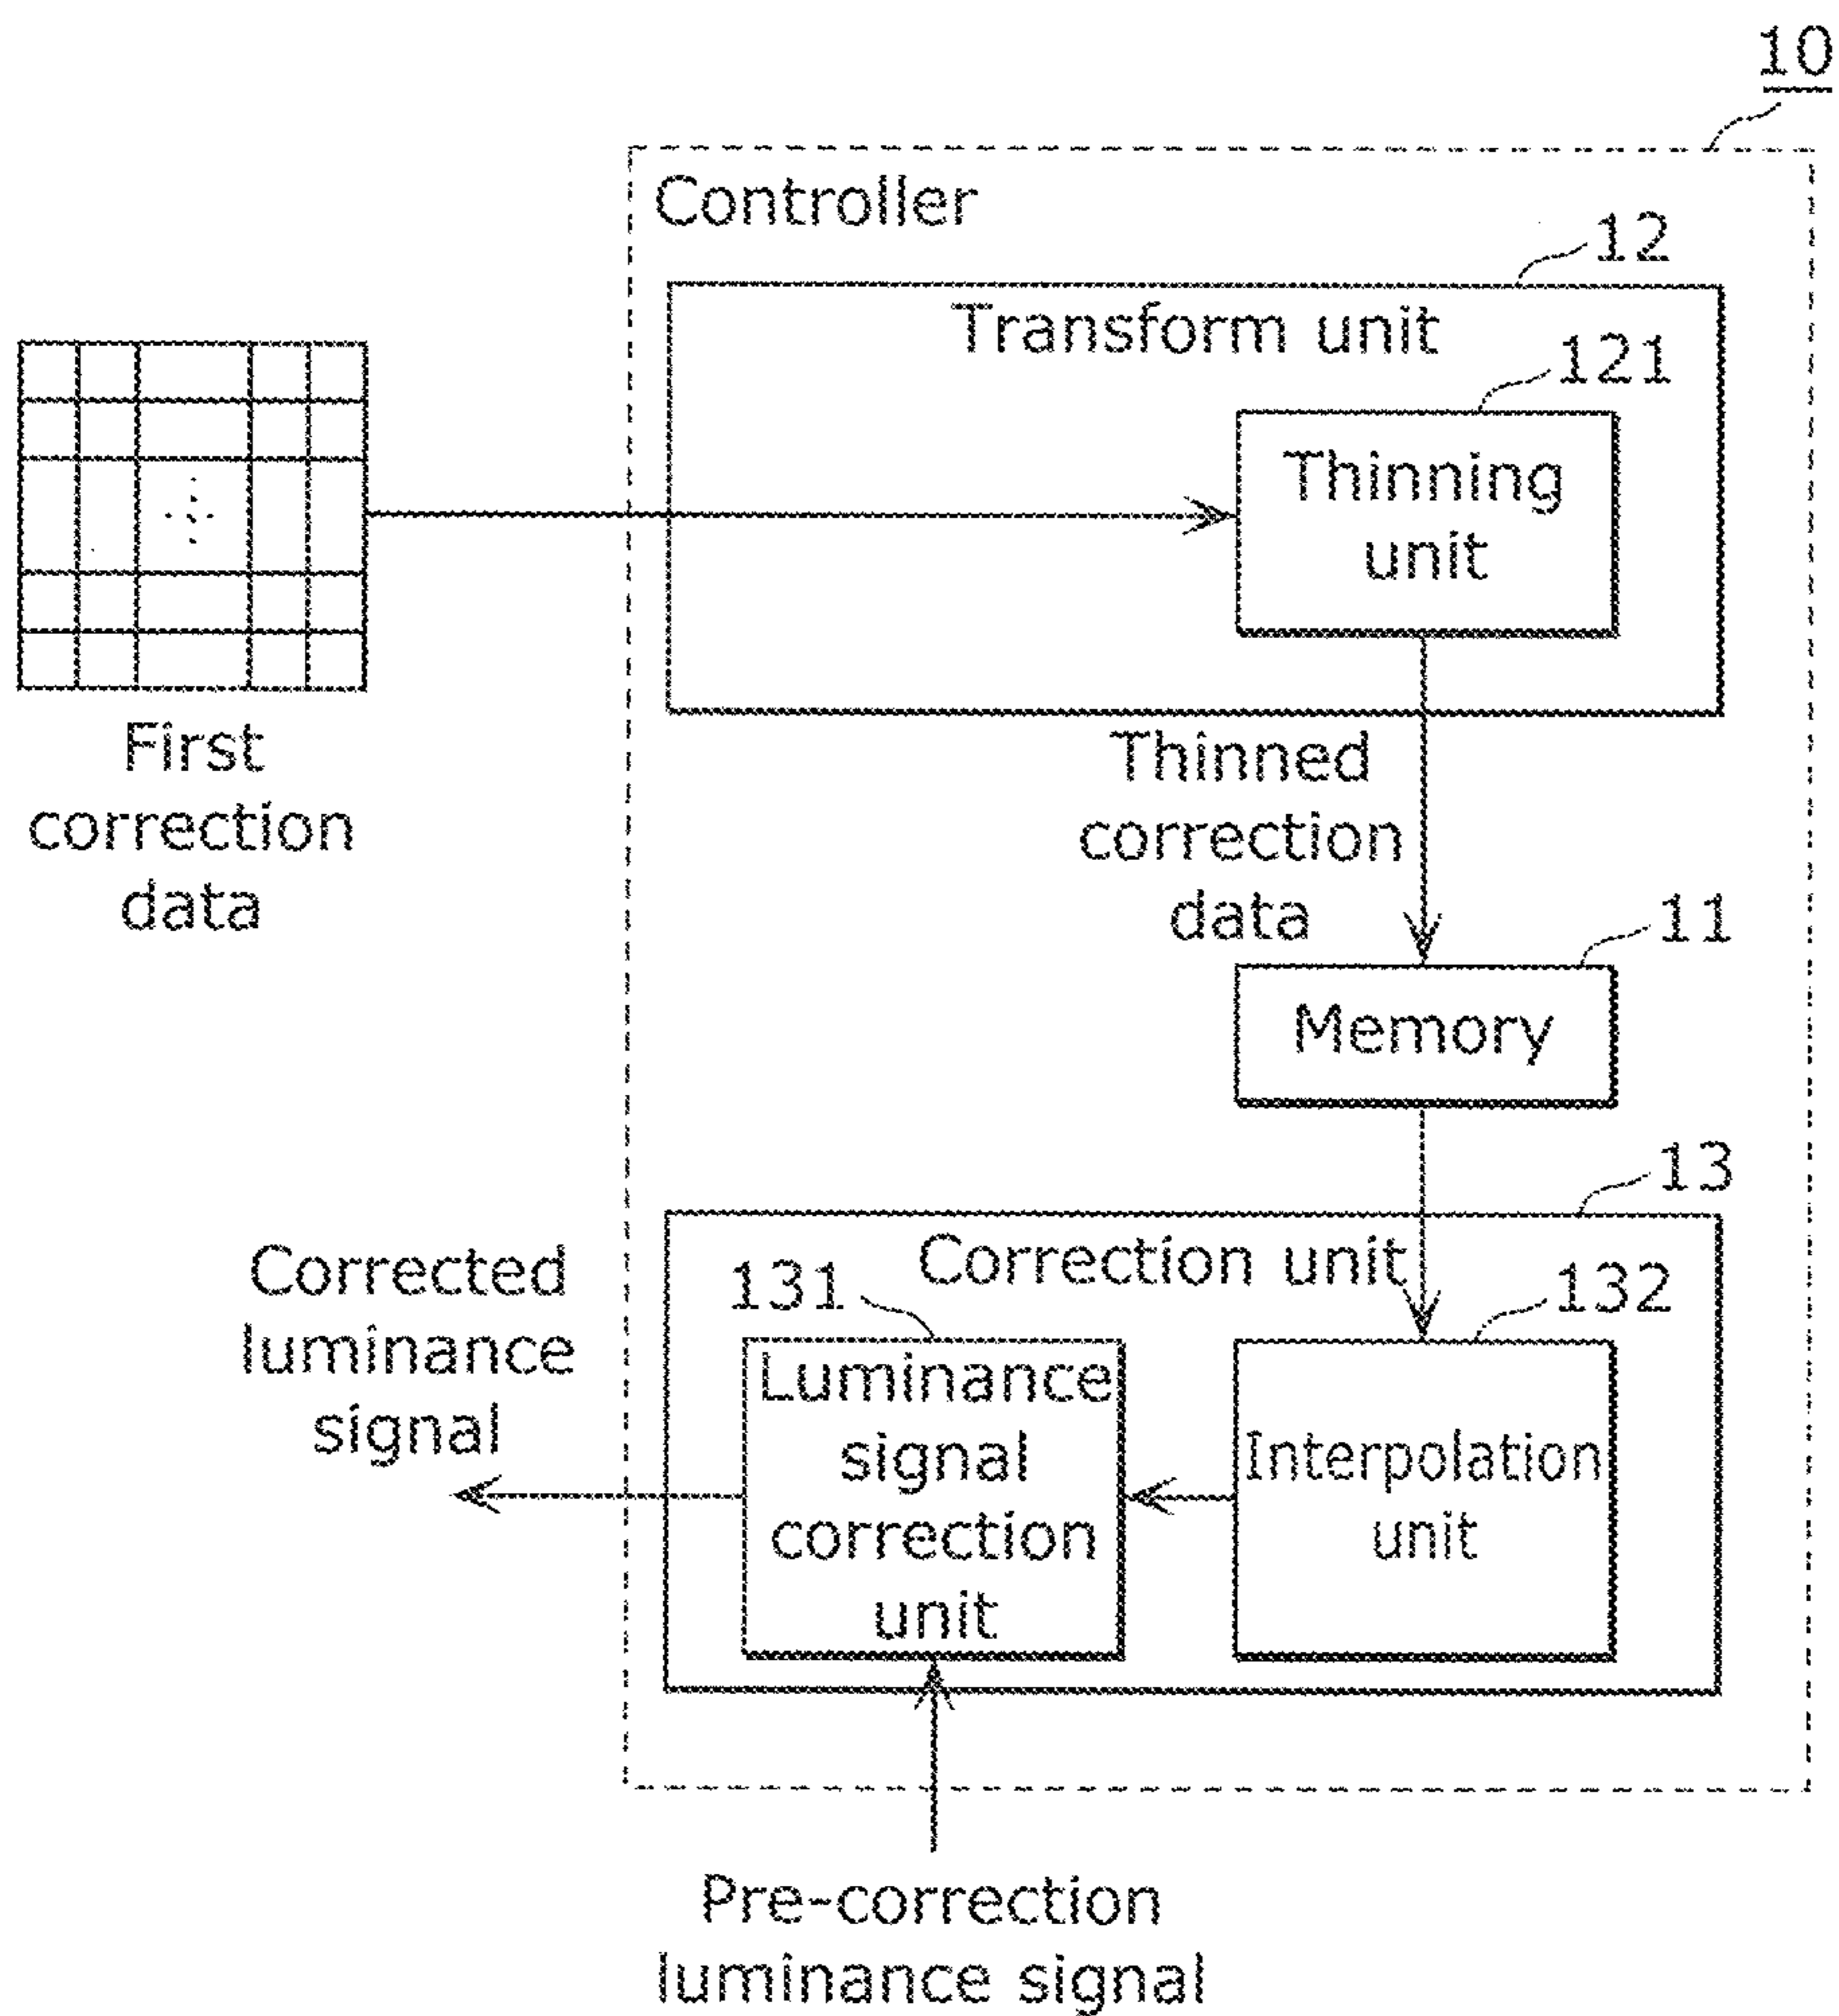 10
Controller
12
Transform unit
121
Thinning
unit
First
correction
data
Thinned
correction
data
11
Memory
13
Correction unit
131
132
Luminance
signal
correction
unit
Interpolation
unit
Corrected
luminance
signal
Pre-correction
luminance signal